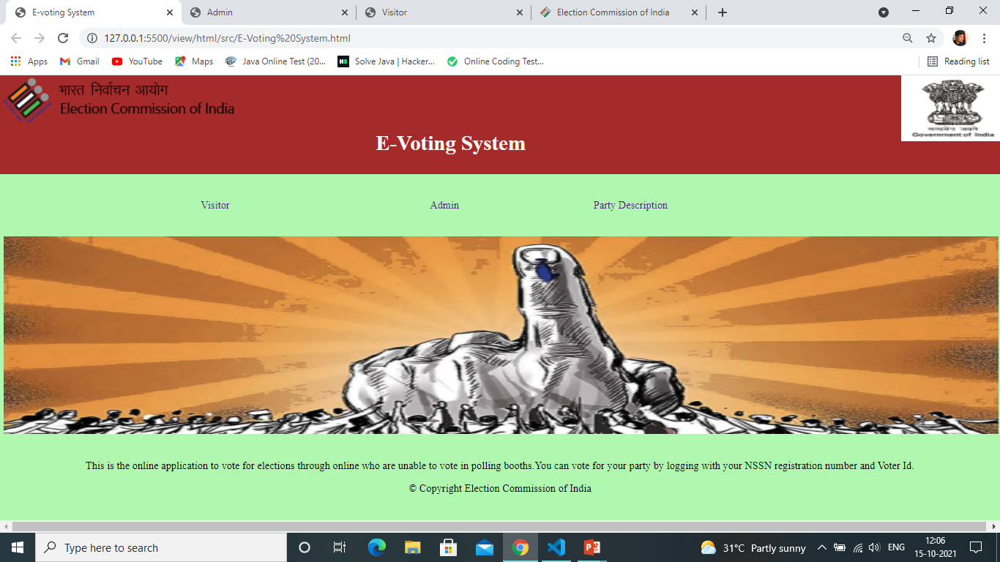 E-voting System
Admin
Visitor
Election Commission of India
127.0.0.1:5500/view/html/src/E-Voting%20System.html
Apps
Gmail
YouTube
Maps
Java Online Test (20...
Solve Java | Hacker...
Online Coding Test...
Reading list
भारत निर्वाचन आयोग
Election Commission of India
सत्यमेव जयते
Government of India
E-Voting System
Visitor
Admin
Party Description
This is the online application to vote for elections through online who are unable to vote in polling booths.You can vote for your party by logging with your NSSN registration number and Voter Id.
© Copyright Election Commission of India
Type here to search
31°C Partly sunny
ENG
12:06
15-10-2021